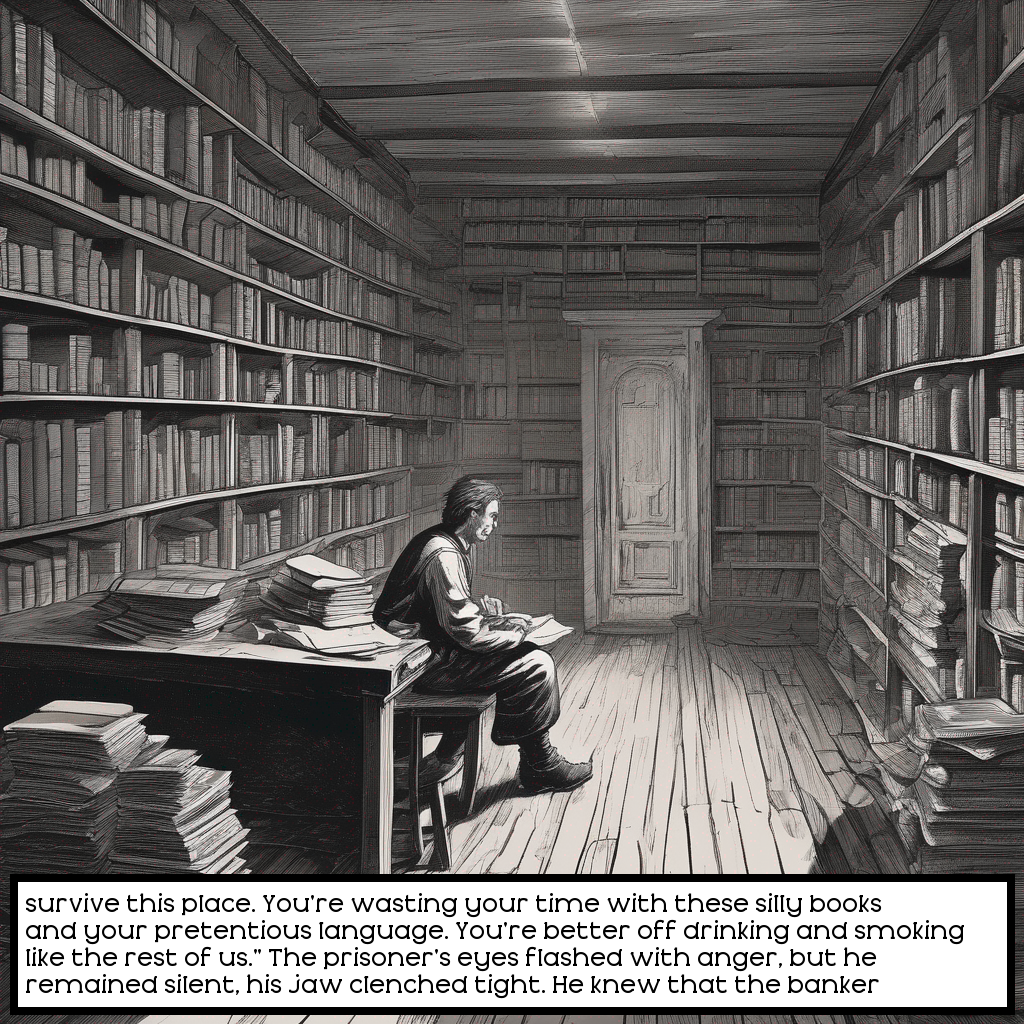 survive this place. You're wasting your time with these silly books
and your pretentious language. You're better off drinking and smoking
like the rest of us." The prisoner's eyes flashed with anger, but he
remained silent, his jaw clenched tight. He knew that the banker